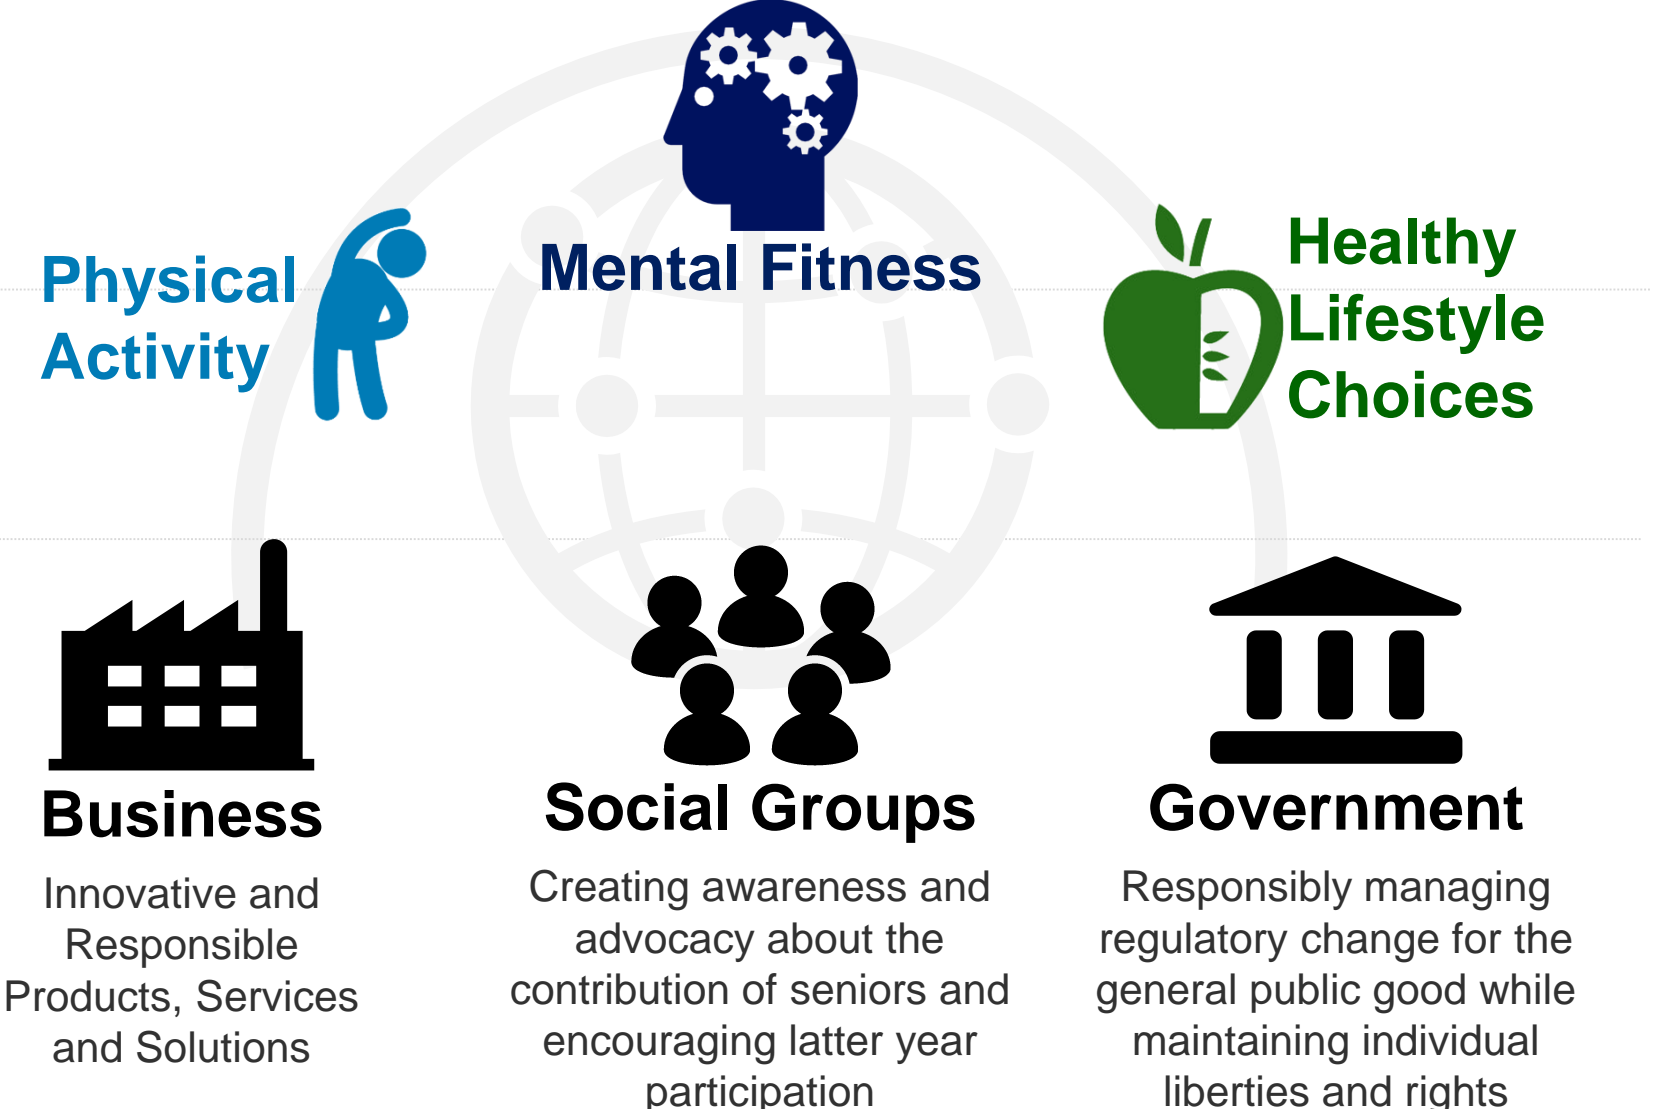 Mental Fitness
Physical
Activity
Healthy
Lifestyle
Choices
Business
Innovative and
Responsible
Products, Services
and Solutions
Social Groups
Creating awareness and
advocacy about the
contribution of seniors and
encouraging latter year
participation
Government
Responsibly managing
regulatory change for the
general public good while
maintaining individual
liberties and rights